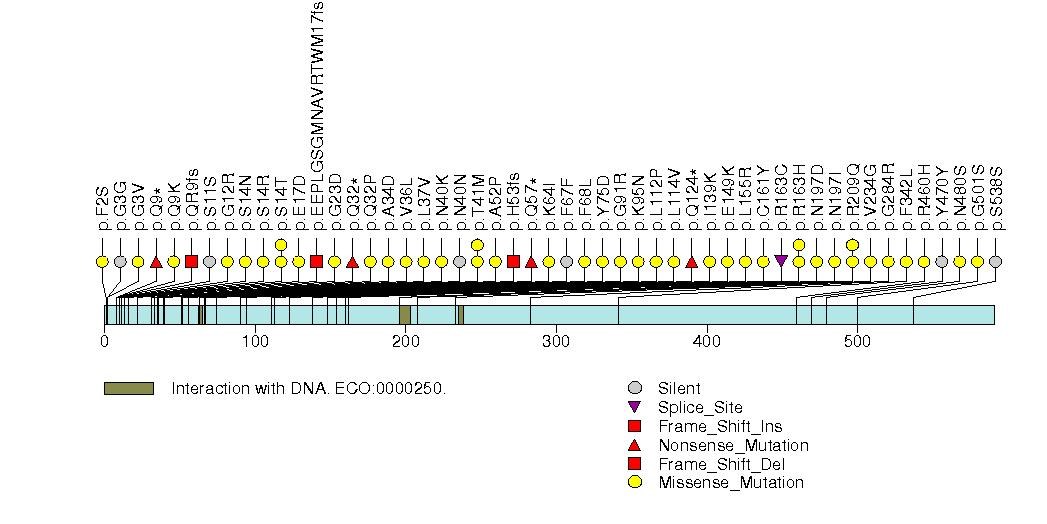 p.F2S
p.G3G
p.G3V
p.Q9*
p.Q9K
p.QR9fs
p.S11S
p.G12R
p.S14N
p.S14R
p.S14T
p.E17D
p.EEPLGSGMNAVRTWM17fs
p.G23D
p.Q32*
p.Q32P
p.A34D
p.V36L
p.L37V
p.N40K
p.N40N
p.T41M
p.A52P
p.H53fs
p.Q57*
p.K64I
p.F67F
p.F68L
p.Y75D
p.G91R
p.K95N
p.L112P
p.L114V
p.Q124*
p.I139K
p.E149K
p.L155R
p.C161Y
p.R163C
p.R163H
p.N197D
p.N197I
p.R209Q
p.V234G
p.G284R
p.F342L
p.R460H
p.Y470Y
p.N480S
p.G501S
p.S538S
0 100 200 300 400 500
Interaction with DNA. ECO:0000250.
Silent
Splice_Site
Frame_Shift_Ins
Nonsense_Mutation
Frame_Shift_Del
Missense_Mutation